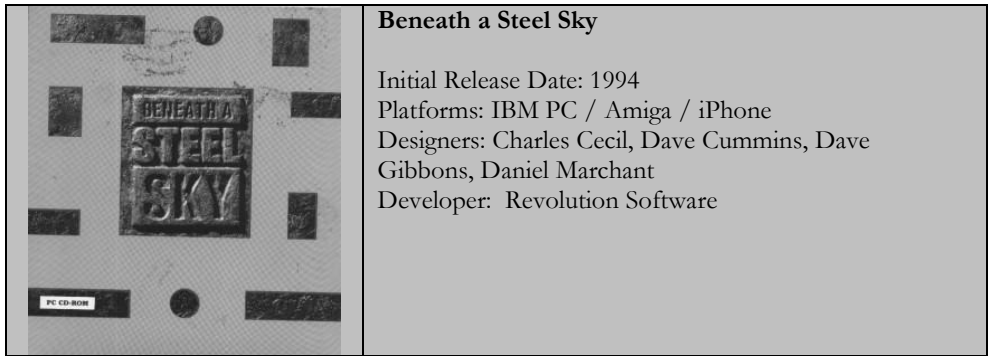 BENEATH A
STEEL
SKY
PC CD-ROM
Beneath a Steel Sky
Initial Release Date: 1994
Platforms: IBM PC / Amiga / iPhone
Designers: Charles Cecil, Dave Cummins, Dave
Gibbons, Daniel Marchant
Developer: Revolution Software